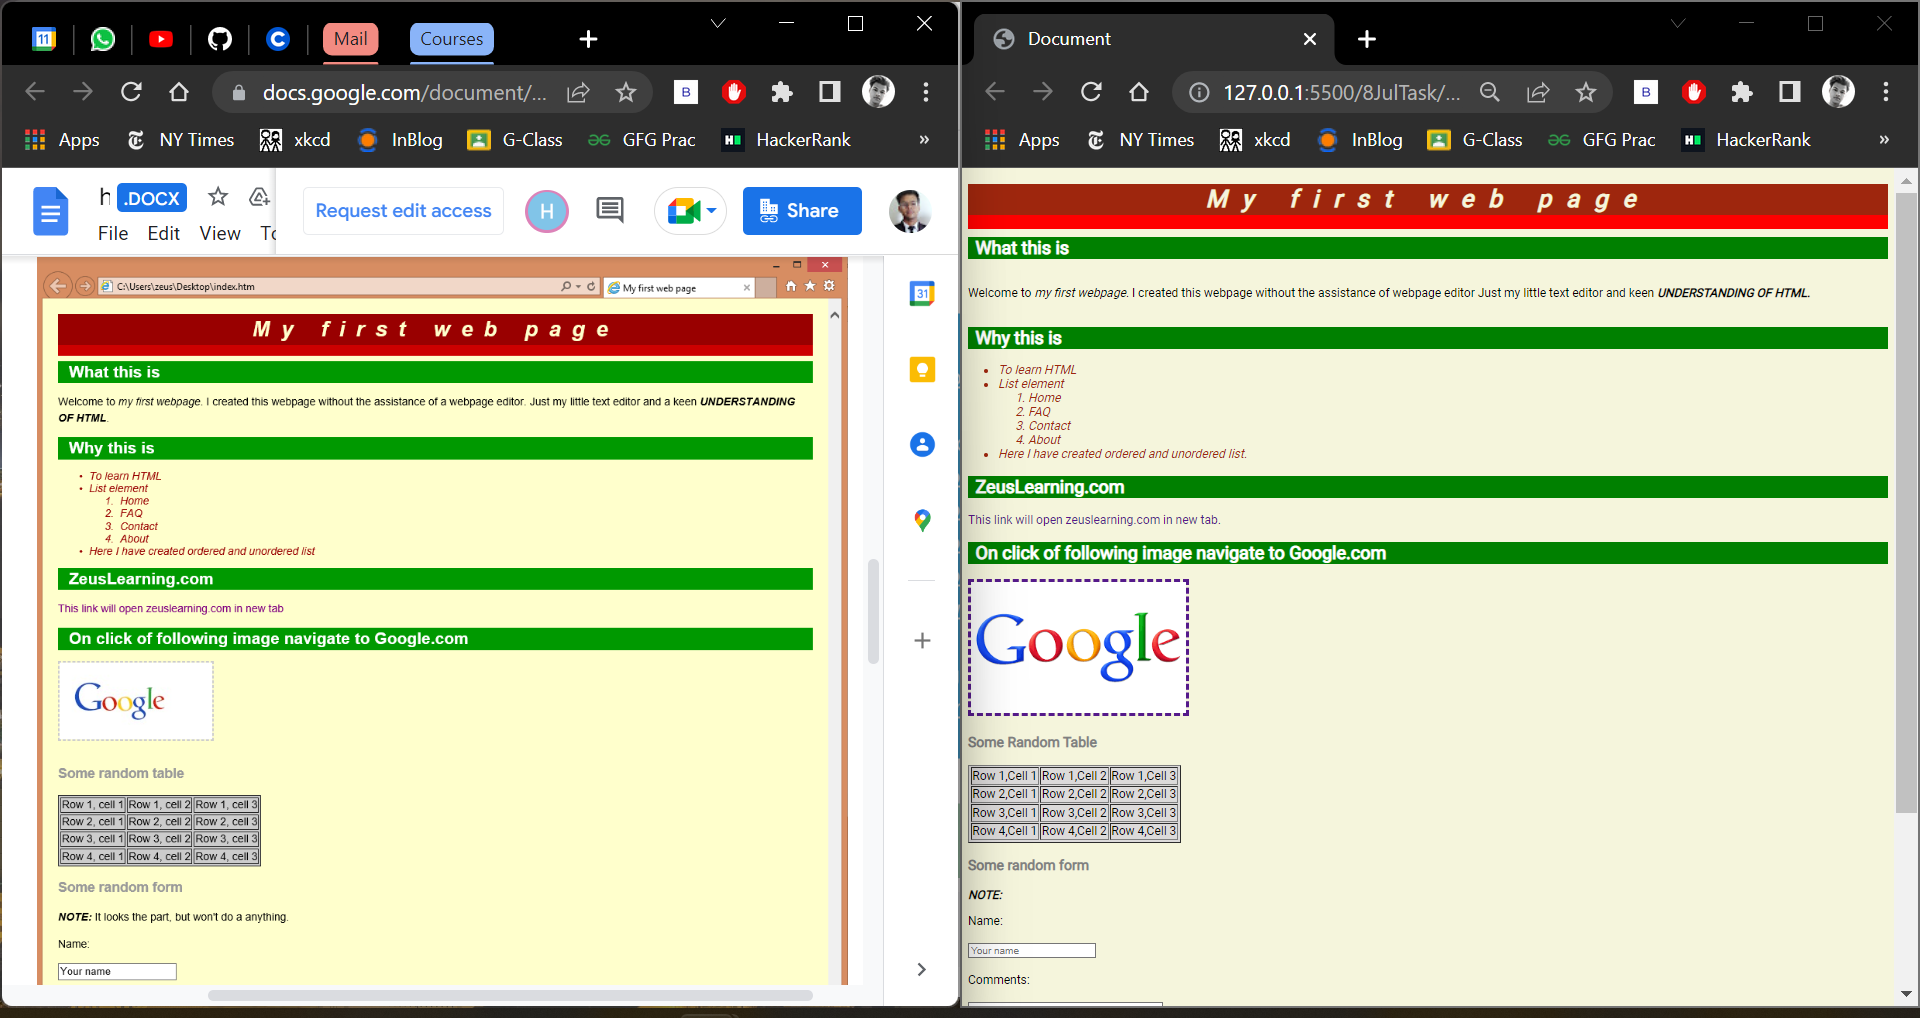 11
Mail
Courses
docs.google.com/document/...
B
Apps
NY Times
xkcd
InBlog
G-Class
GFG Prac
HackerRank
»
.DOCX
Request edit access
H
Share
File Edit View
31
C:\Users\zeus\Desktop\index.htm
My first web page
My first web page
What this is
Welcome to my first webpage. I created this webpage without the assistance of a webpage editor. Just my little text editor and a keen UNDERSTANDING
OF HTML.
Why this is
• To learn HTML
• List element
1. Home
2. FAQ
3. Contact
4. About
• Here I have created ordered and unordered list
ZeusLearning.com
This link will open zeuslearning.com in new tab
On click of following image navigate to Google.com
Google
Some random table
Row 1, cell 1 Row 1, cell 2 Row 1, cell 3
Row 2, cell 1 Row 2, cell 2 Row 2, cell 3
Row 3, cell 1 Row 3, cell 2 Row 3, cell 3
Row 4, cell 1 Row 4, cell 2 Row 4, cell 3
Some random form
NOTE: It looks the part, but won't do a anything.
Name:
Your name
Document
127.0.0.1:5500/8JulTask/...
B
Apps
NY Times
xkcd
InBlog
G-Class
GFG Prac
HackerRank
»
My first web page
What this is
Welcome to my first webpage. I created this webpage without the assistance of webpage editor Just my little text editor and keen UNDERSTANDING OF HTML.
Why this is
• To learn HTML
• List element
1. Home
2. FAQ
3. Contact
4. About
• Here I have created ordered and unordered list.
ZeusLearning.com
This link will open zeuslearning.com in new tab.
On click of following image navigate to Google.com
Google
Some Random Table
Row 1,Cell 1 Row 1,Cell 2 Row 1,Cell 3
Row 2,Cell 1 Row 2,Cell 2 Row 2,Cell 3
Row 3,Cell 1 Row 3,Cell 2 Row 3,Cell 3
Row 4,Cell 1 Row 4,Cell 2 Row 4,Cell 3
Some random form
NOTE:
Name:
Your name
Comments: